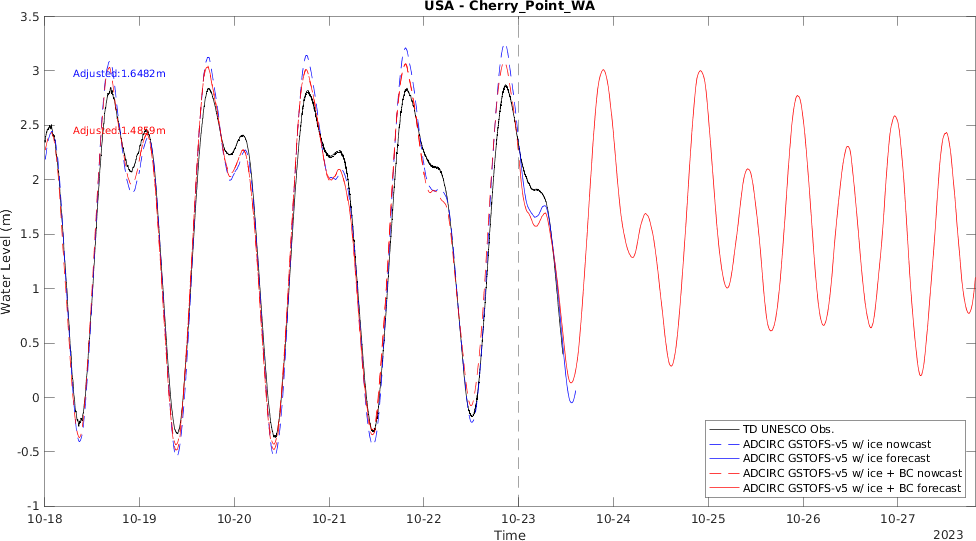 USA - Cherry_Point_WA
3.5
3
2.5
2
1.5
1
0.5
0
-0.5
-1
Water Level (m)
Adjusted:1.6482m
Adjusted:1.4859m
TD UNESCO Obs.
ADCIRC GSTOFS-v5 w/ ice nowcast
ADCIRC GSTOFS-v5 w/ ice forecast
ADCIRC GSTOFS-v5 w/ ice + BC nowcast
ADCIRC GSTOFS-v5 w/ ice + BC forecast
10-18 10-19 10-20 10-21 10-22 10-23 10-24 10-25 10-26 10-27
Time
2023